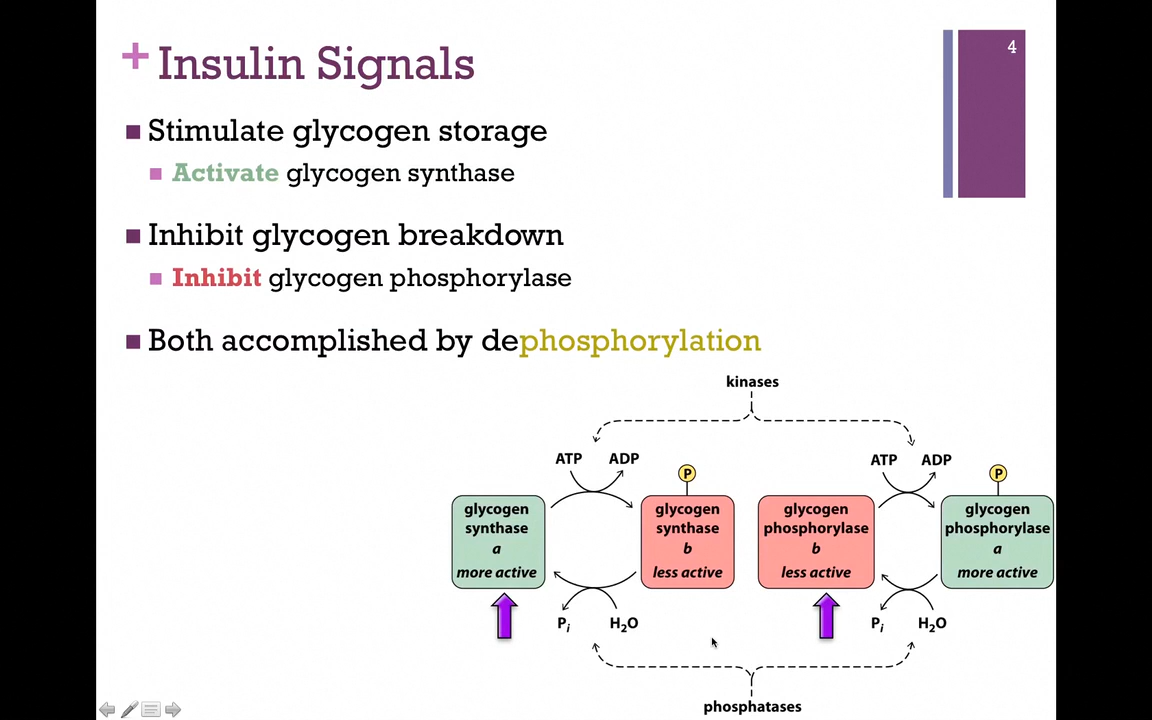 4
+ Insulin Signals
Stimulate glycogen storage
Activate glycogen synthase
Inhibit glycogen breakdown
Inhibit glycogen phosphorylase
Both accomplished by dephosphorylation
kinases
ATP ADP ATP ADP
P P
glycogen synthase a more active
glycogen synthase b less active
glycogen phosphorylase b less active
glycogen phosphorylase a more active
Pi H2O Pi H2O
phosphatases